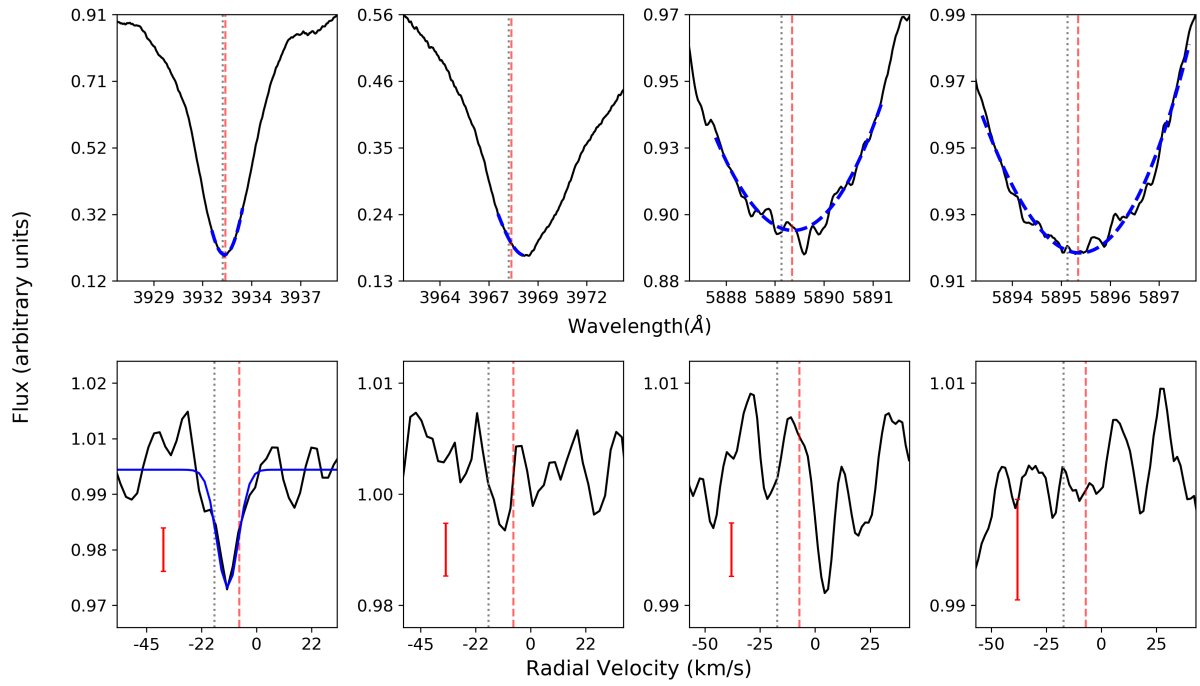 0.91
0.71
0.52
0.32
0.12
3929 3932 3934 3937
0.56
0.46
0.35
0.24
0.13
3964 3967 3969 3972
0.97
0.95
0.93
0.90
0.88
5888 5889 5890 5891
0.99
0.97
0.95
0.93
0.91
5894 5895 5896 5897
Wavelength(Å)
Flux (arbitrary units)
1.02
1.01
0.99
0.98
0.97
-45 -22 0 22
1.01
1.00
0.98
-45 -20 0 25
1.01
0.99
-50 -25 0 25
1.01
0.99
-50 -25 0 25
Radial Velocity (km/s)